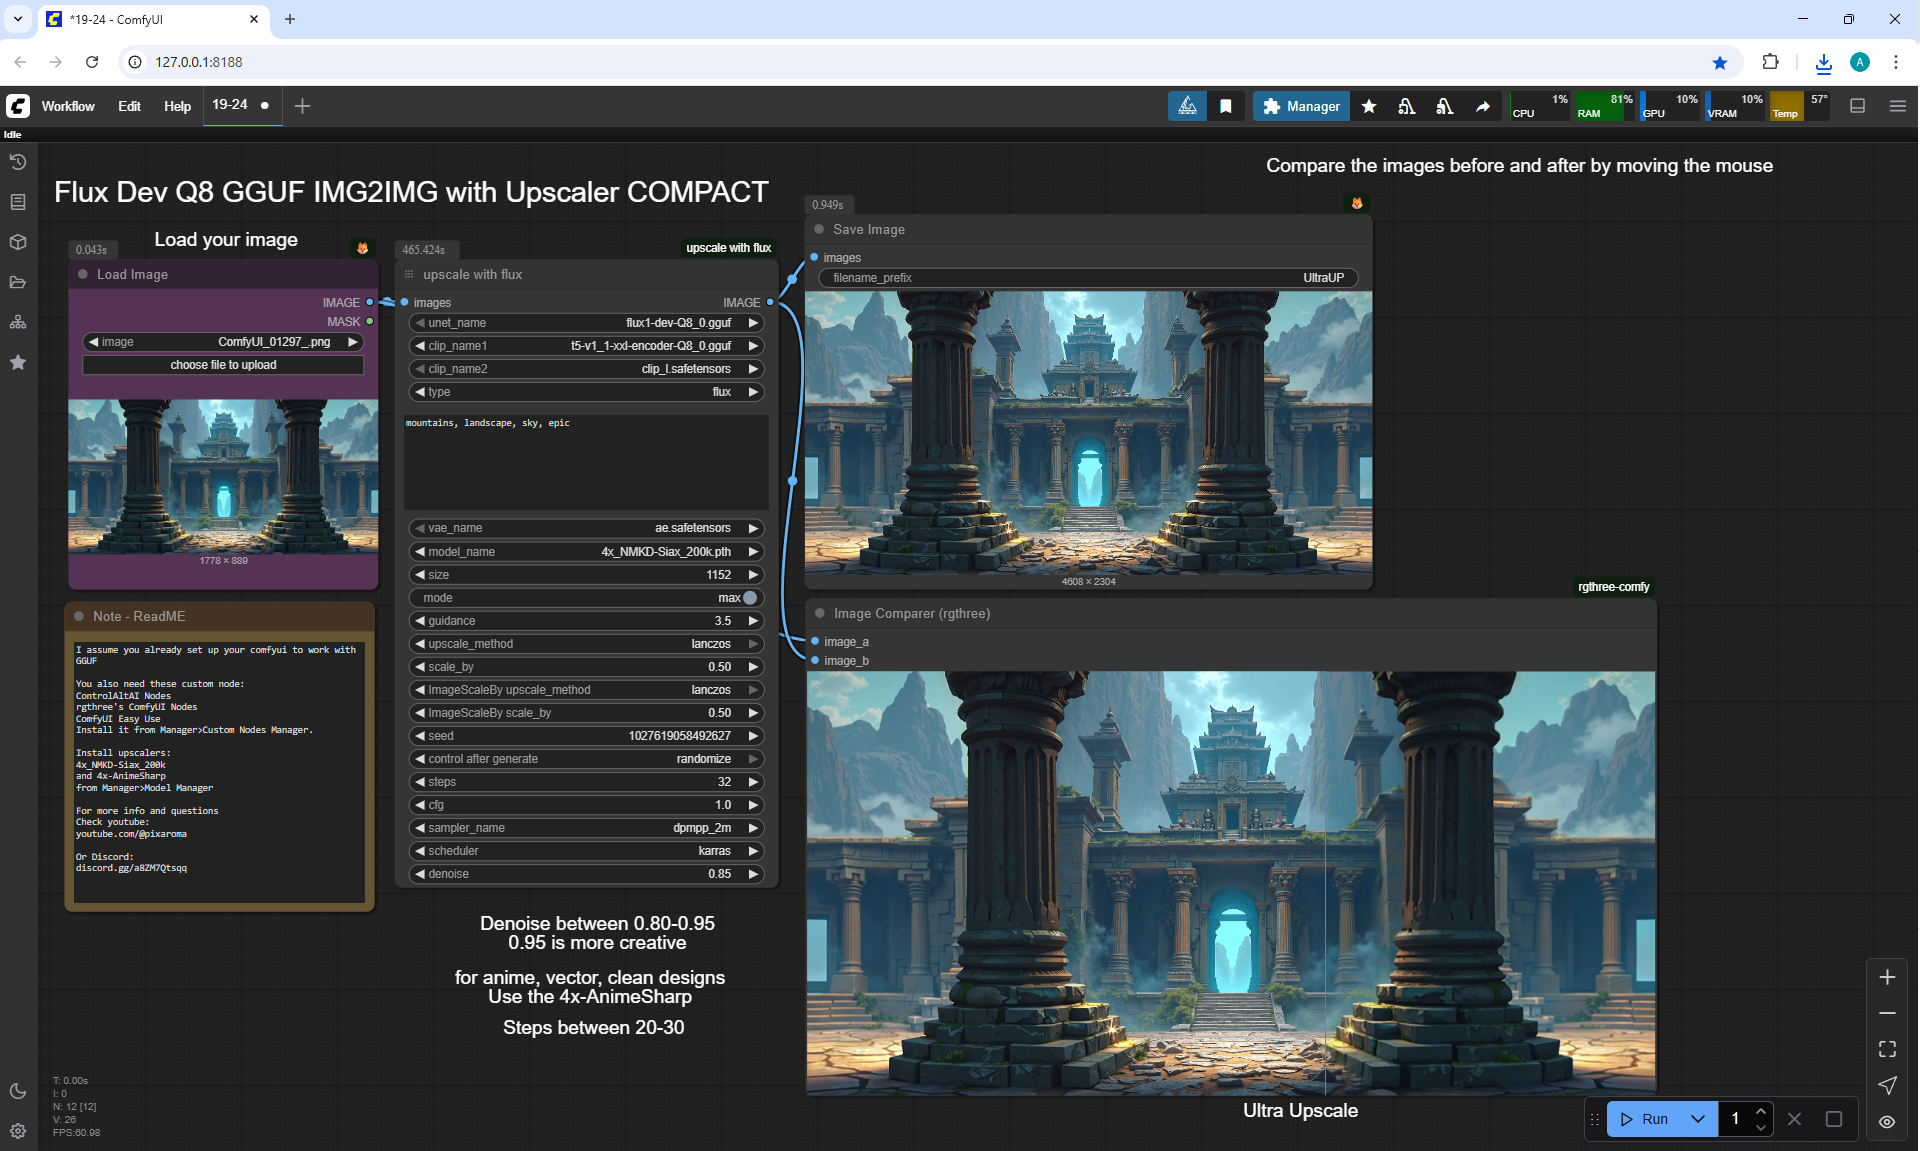 *19-24 - ComfyUI
127.0.0.1:8188
A
Workflow Edit Help 19-24
Manager
CPU 1% RAM 81% GPU 10% VRAM 10% Temp 57°
Idle
Compare the images before and after by moving the mouse
Flux Dev Q8 GGUF IMG2IMG with Upscaler COMPACT
Load your image
0.043s
Load Image
IMAGE
MASK
image ComfyUI_01297_.png
choose file to upload
1778 × 889
Note - ReadME
I assume you already set up your comfyui to work with
GGUF
You also need these custom node:
ControlAltAI Nodes
rgthree's ComfyUI Nodes
ComfyUI Easy Use
Install it from Manager>Custom Nodes Manager.
Install upscalers:
4x_NMKD-Siax_200k
and 4x-AnimeSharp
from Manager>Model Manager
For more info and questions
Check youtube:
youtube.com/@pixaroma
Or Discord:
discord.gg/a8ZM7Qtsqq
465.424s
upscale with flux
upscale with flux
images IMAGE
unet_name flux1-dev-Q8_0.gguf
clip_name1 t5-v1_1-xxl-encoder-Q8_0.gguf
clip_name2 clip_l.safetensors
type flux
mountains, landscape, sky, epic
vae_name ae.safetensors
model_name 4x_NMKD-Siax_200k.pth
size 1152
mode max
guidance 3.5
upscale_method lanczos
scale_by 0.50
ImageScaleBy upscale_method lanczos
ImageScaleBy scale_by 0.50
seed 1027619058492627
control after generate randomize
steps 32
cfg 1.0
sampler_name dpmpp_2m
scheduler karras
denoise 0.85
Denoise between 0.80-0.95
0.95 is more creative
for anime, vector, clean designs
Use the 4x-AnimeSharp
Steps between 20-30
0.949s
Save Image
images
filename_prefix UltraUP
4608 × 2304
rgthree-comfy
Image Comparer (rgthree)
image_a
image_b
Ultra Upscale
T: 0.00s
I: 0
N: 12 [12]
V: 26
FPS:60.98
Run 1